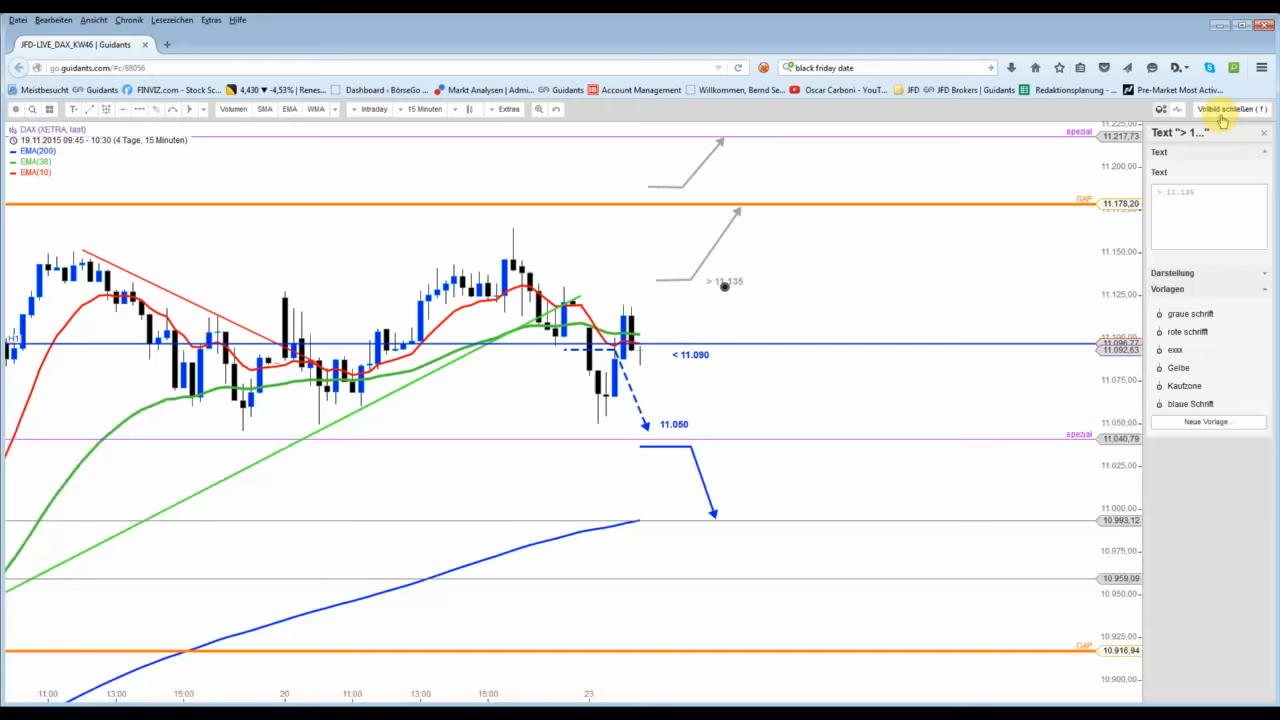 Datei Bearbeiten Ansicht Chronik Lesezeichen Extras Hilfe
JFD-LIVE_DAX_KW46 | Guidants
go.guidants.com/#c/88056
black friday date
Meistbesucht Guidants FINVIZ.com - Stock Sc... 4,430 ▼ -4,53% | Renes... Dashboard ‹ BörseGo ... Markt Analysen | Admi... Guidants Account Management Willkommen, Bernd Se... Oscar Carboni - YouT... JFD JFD Brokers | Guidants Redaktionsplanung - ... Pre-Market Most Activ...
Volumen SMA EMA WMA Intraday 15 Minuten Extras Vollbild schließen ( f )
DAX (XETRA, last)
19.11.2015 09:45 - 10:30 (4 Tage, 15 Minuten)
EMA(200)
EMA(38)
EMA(10)
spezial
11.217,73
11.200,00
GAP
11.178,20
11.150,00
> 11.135
11.125,00
H1
11.092,63
< 11.090
11.075,00
11.050
11.050,00
spezial
11.040,79
11.025,00
11.000,00
10.993,12
10.975,00
10.959,09
10.950,00
10.925,00
GAP
10.916,94
10.900,00
11:00 13:00 15:00 20 11:00 13:00 15:00 23
Text "> 1..."
Text
Text
> 11.135
Darstellung
Vorlagen
graue schrift
rote schrifft
exxx
Gelbe
Kaufzone
blaue Schrift
Neue Vorlage...